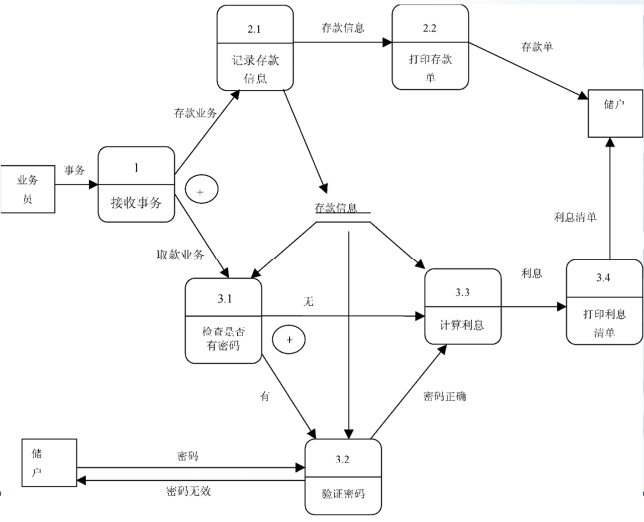 2.1
记录存款
信息
存款信息
2.2
打印存款
单
存款单
储户
存款业务
业务
员
事务
1
接收事务
+
存款信息
利息清单
取款业务
3.1
检查是否
有密码
无
+
3.3
计算利息
利息
3.4
打印利息
清单
有
密码正确
储
户
密码
密码无效
3.2
验证密码